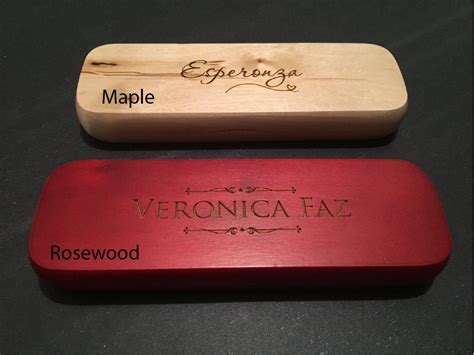 Esperonza
Maple
VERONICA FAZ
Rosewood